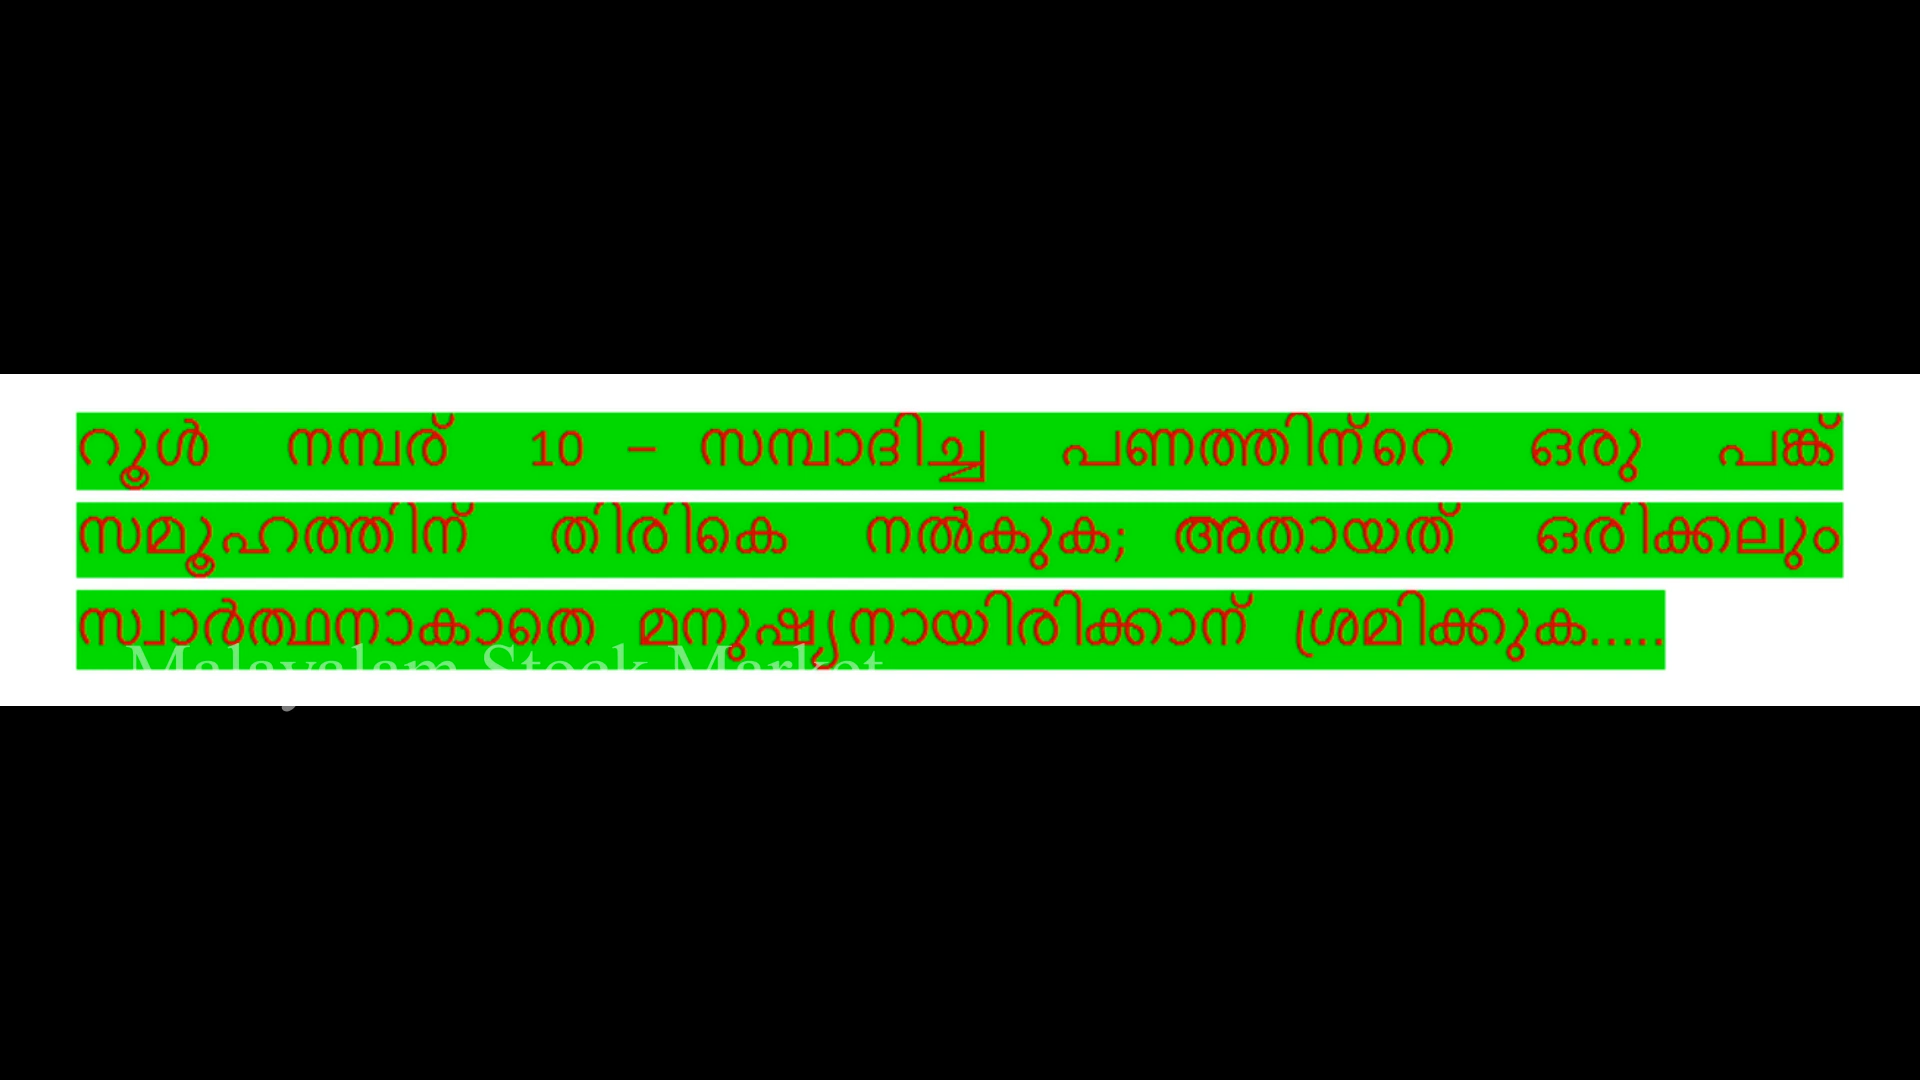 റൂൾ നമ്പര് 10 – സമ്പാദിച്ച പണത്തിന്റെ ഒരു പങ്ക്
സമൂഹത്തിന് തിരികെ നൽകുക; അതായത് ഒരിക്കലും
സ്വാർത്ഥനാകാതെ മനുഷ്യനായിരിക്കാന് ശ്രമിക്കുക.....
Malayalam Stock Market